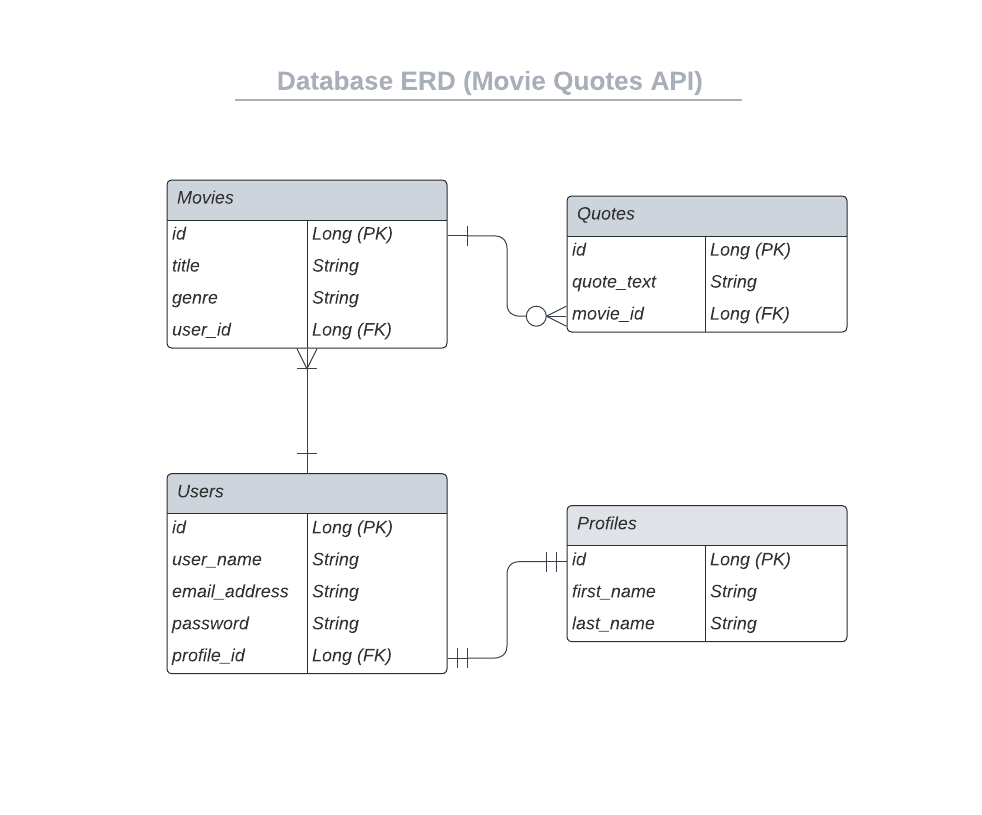 Database ERD (Movie Quotes API)
Movies
id Long (PK)
title String
genre String
user_id Long (FK)
Quotes
id Long (PK)
quote_text String
movie_id Long (FK)
Users
id Long (PK)
user_name String
email_address String
password String
profile_id Long (FK)
Profiles
id Long (PK)
first_name String
last_name String